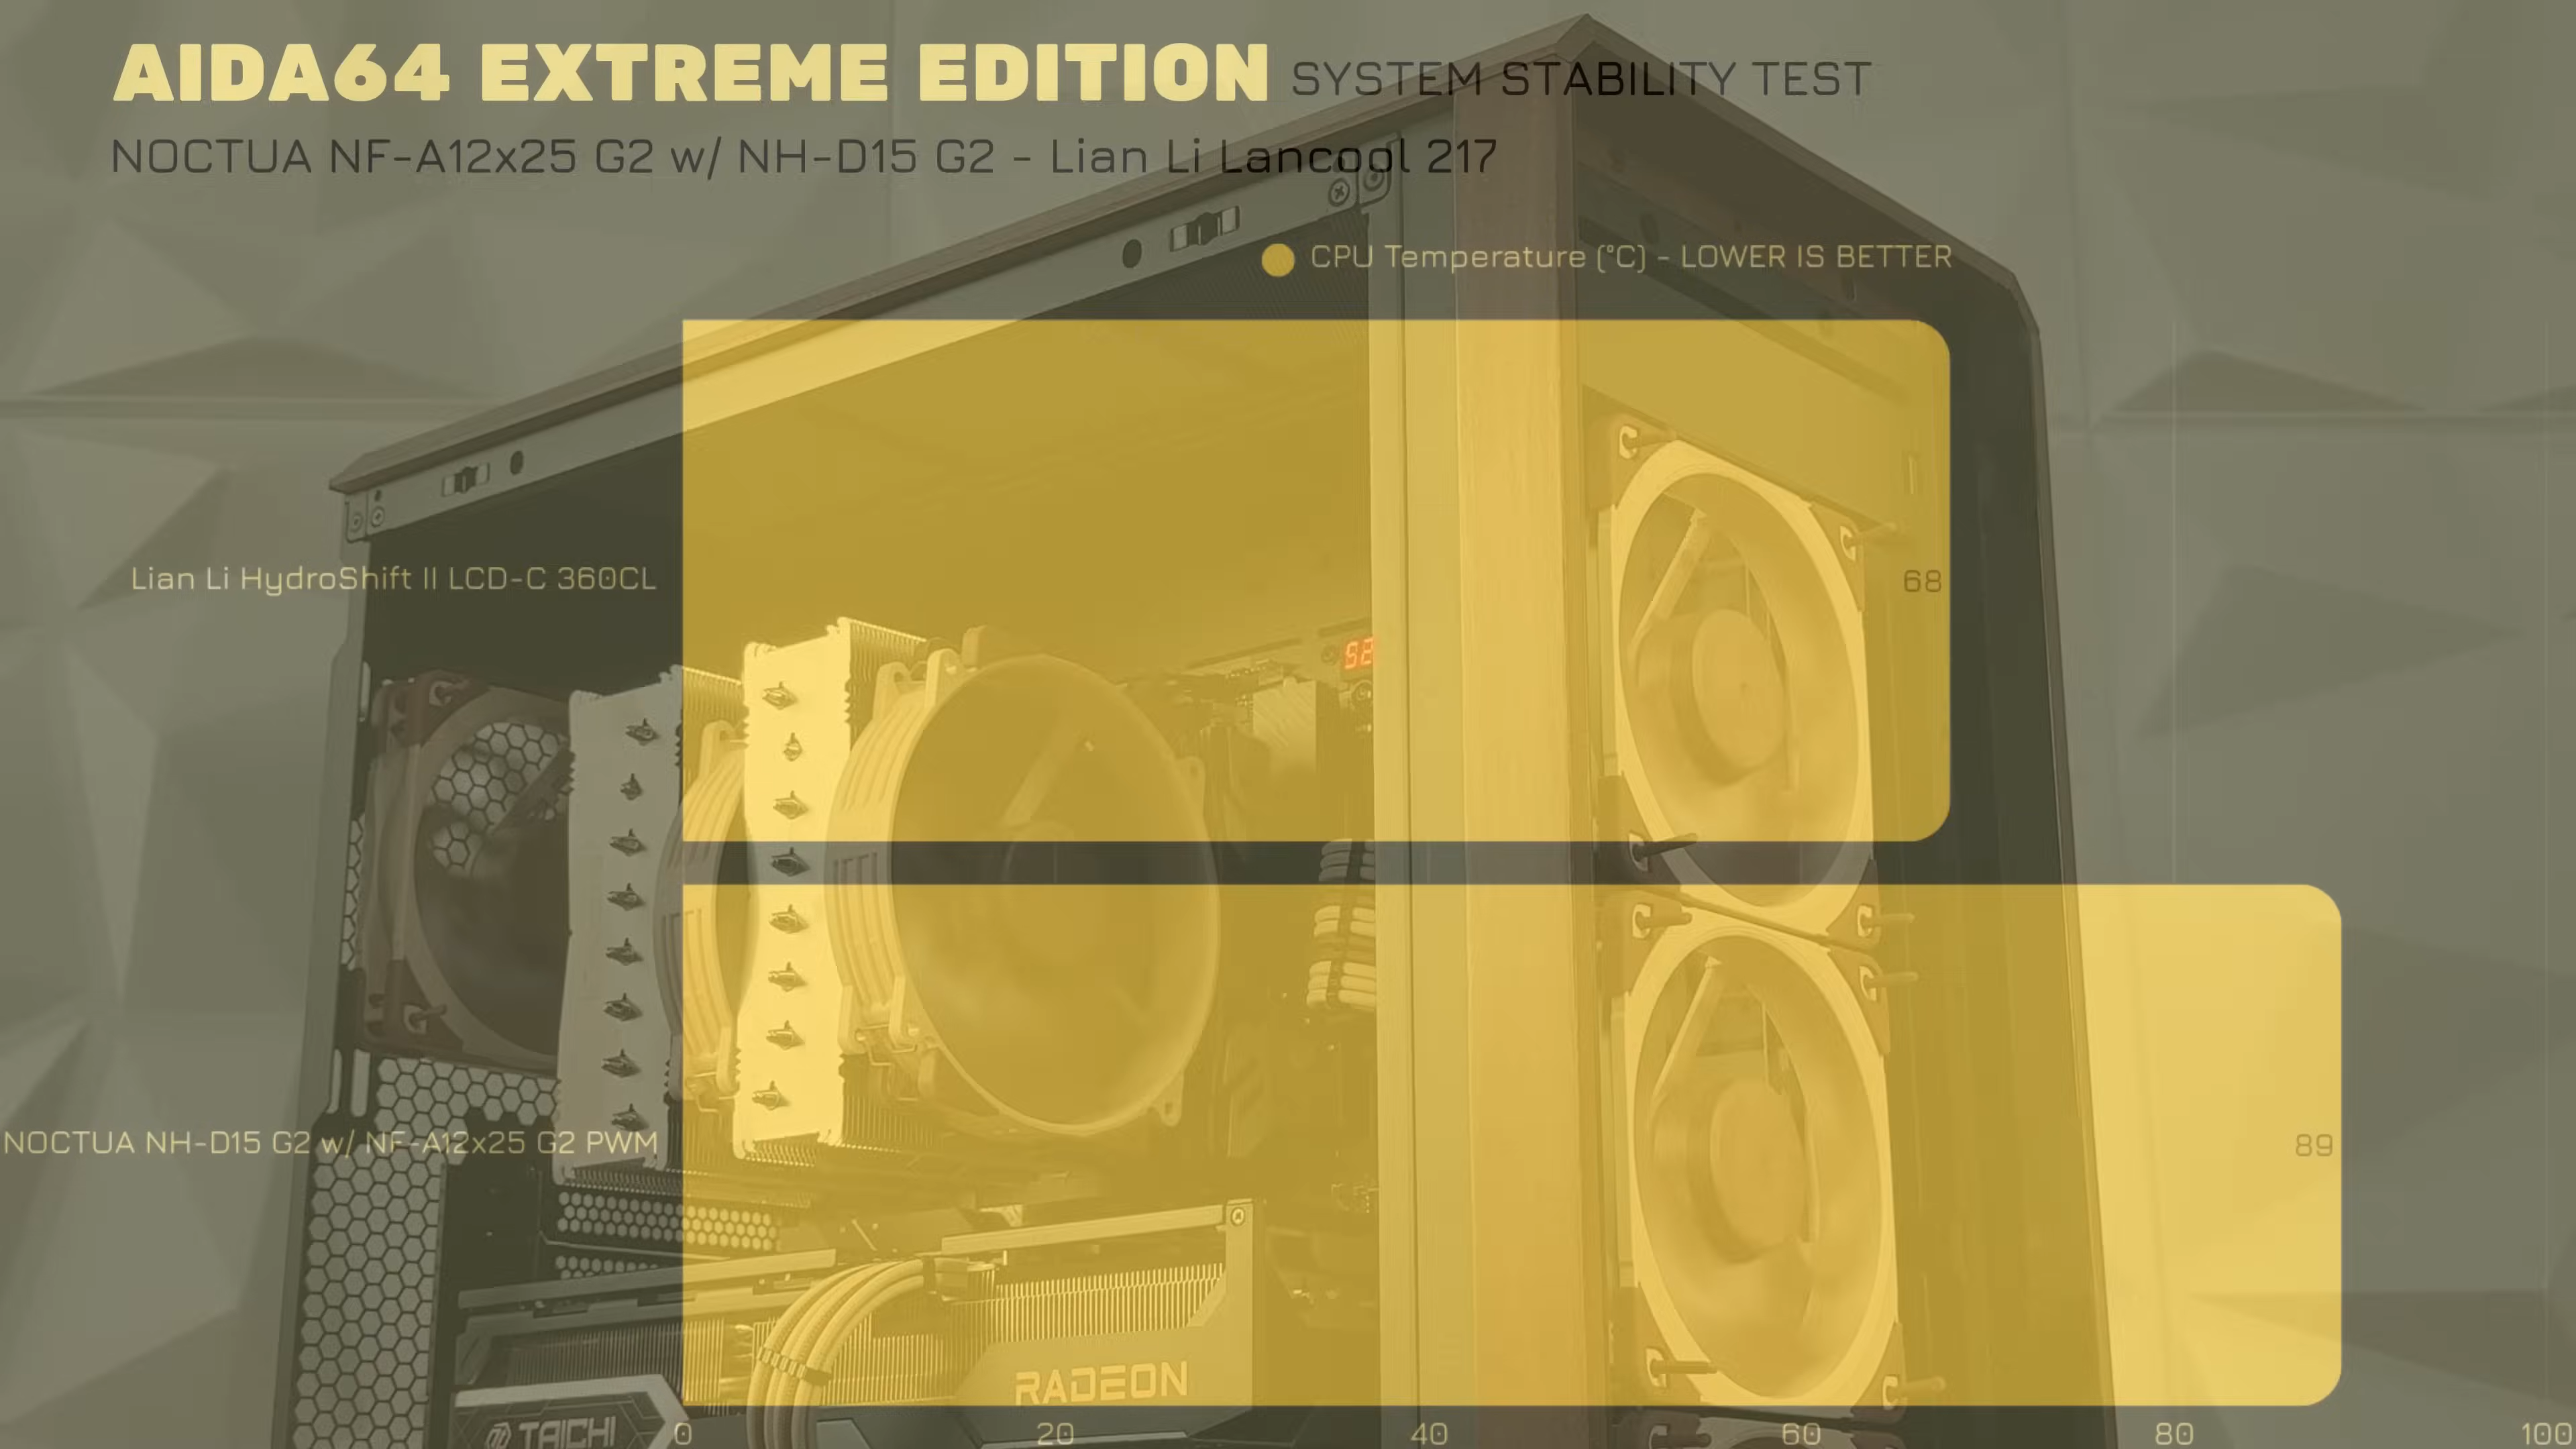 AIDA64 EXTREME EDITION SYSTEM STABILITY TEST
NOCTUA NF-A12x25 G2 w/ NH-D15 G2 - Lian Li Lancool 217
CPU Temperature (°C) - LOWER IS BETTER
Lian Li HydroShift II LCD-C 360CL
68
NOCTUA NH-D15 G2 w/ NF-A12x25 G2 PWM
89
RADEON
TAICHI
0 20 40 60 80 100